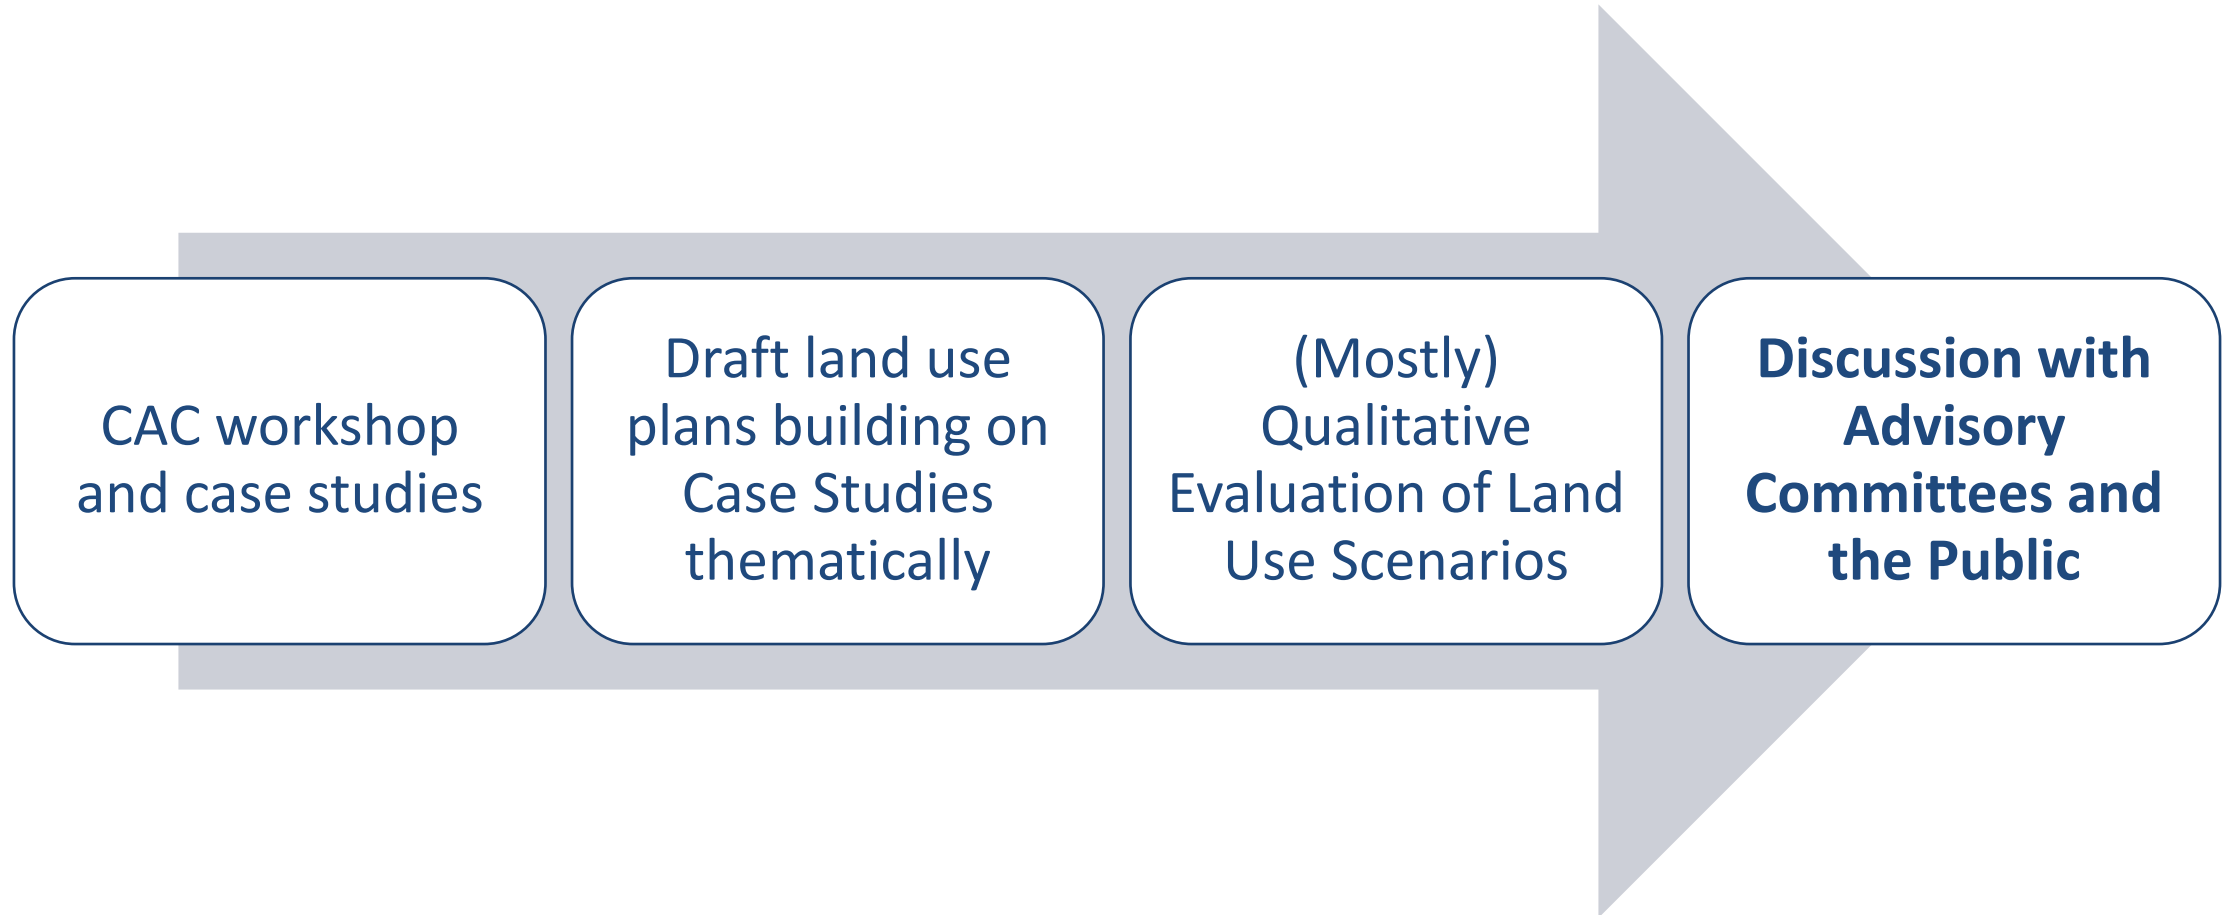 CAC workshop
and case studies
Draft land use
plans building on
Case Studies
thematically
(Mostly)
Qualitative
Evaluation of Land
Use Scenarios
Discussion with
Advisory
Committees and
the Public